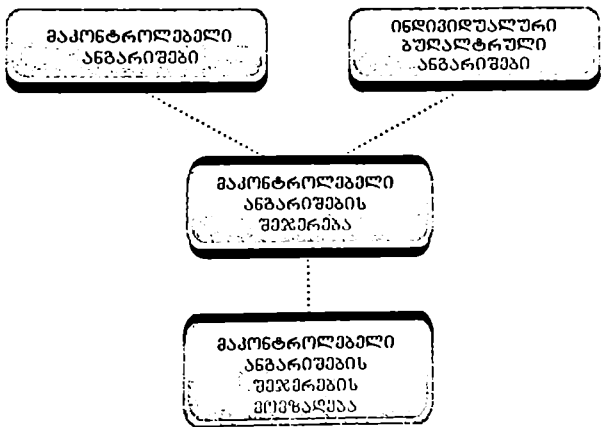 მაკონტროლებელი
ანგარიშები
ინდივიდუალური
ბუღალტრული
ანგარიშები
მაკონტროლებელი
ანგარიშების
შეჯერება
მაკონტროლებელი
ანგარიშების
შეჯერების
მომზადება